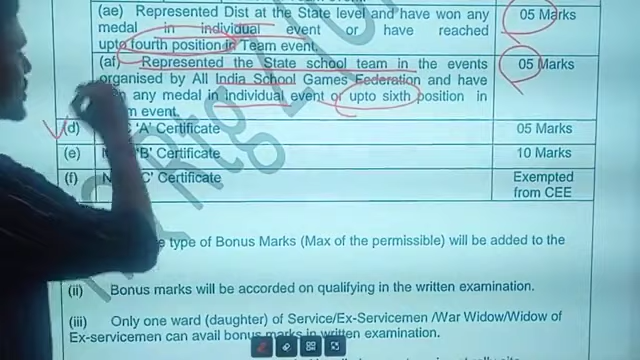 (ae) Represented Dist at the State level and have won any
medal in individual event or have reached
upto fourth position in Team event.
05 Marks
(af) Represented the State school team in the events
organised by All India School Games Federation and have
any medal in individual event or upto sixth position in
event.
05 Marks
(d) 'A' Certificate 05 Marks
(e) 'B' Certificate 10 Marks
(f) 'C' Certificate Exempted
from CEE
type of Bonus Marks (Max of the permissible) will be added to the
(ii) Bonus marks will be accorded on qualifying in the written examination.
(iii) Only one ward (daughter) of Service/Ex-Servicemen /War Widow/Widow of
Ex-servicemen can avail bonus marks in written examination.